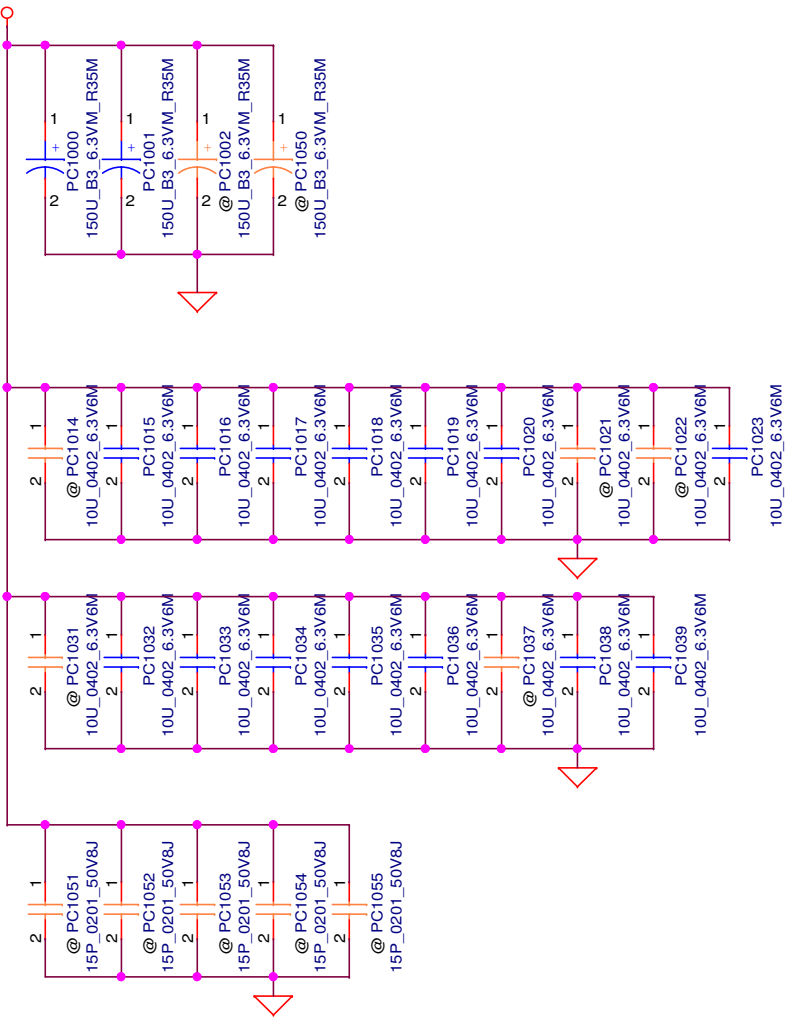 1
+
2
PC1000
150U_B3_6.3VM_R35M
1
+
2
PC1001
150U_B3_6.3VM_R35M
1
+
2
@ PC1002
150U_B3_6.3VM_R35M
1
+
2
@ PC1050
150U_B3_6.3VM_R35M
1
2
@ PC1014
10U_0402_6.3V6M
1
2
PC1015
10U_0402_6.3V6M
1
2
PC1016
10U_0402_6.3V6M
1
2
PC1017
10U_0402_6.3V6M
1
2
PC1018
10U_0402_6.3V6M
1
2
PC1019
10U_0402_6.3V6M
1
2
PC1020
10U_0402_6.3V6M
1
2
@ PC1021
10U_0402_6.3V6M
1
2
@ PC1022
10U_0402_6.3V6M
1
2
PC1023
10U_0402_6.3V6M
1
2
@ PC1031
10U_0402_6.3V6M
1
2
PC1032
10U_0402_6.3V6M
1
2
PC1033
10U_0402_6.3V6M
1
2
PC1034
10U_0402_6.3V6M
1
2
PC1035
10U_0402_6.3V6M
1
2
PC1036
10U_0402_6.3V6M
1
2
@ PC1037
10U_0402_6.3V6M
1
2
PC1038
10U_0402_6.3V6M
1
2
PC1039
10U_0402_6.3V6M
1
2
@ PC1051
15P_0201_50V8J
1
2
@ PC1052
15P_0201_50V8J
1
2
@ PC1053
15P_0201_50V8J
1
2
@ PC1054
15P_0201_50V8J
1
2
@ PC1055
15P_0201_50V8J